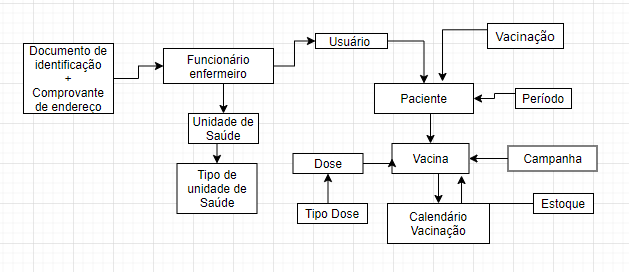 Documento de
identificação
+
Comprovante
de endereço
Funcionário
enfermeiro
Usuário
Vacinação
Paciente
Período
Unidade de
Saúde
Tipo de
unidade de
Saúde
Dose
Vacina
Campanha
Tipo Dose
Calendário
Vacinação
Estoque